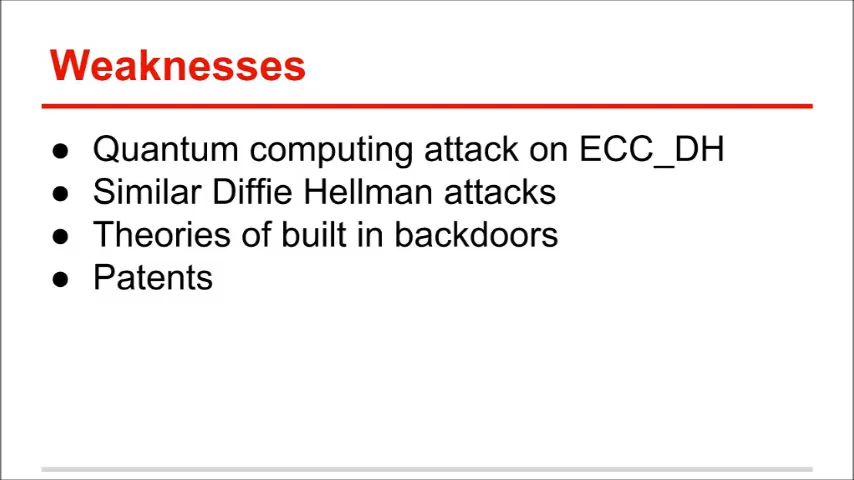 Weaknesses
● Quantum computing attack on ECC_DH
● Similar Diffie Hellman attacks
● Theories of built in backdoors
● Patents